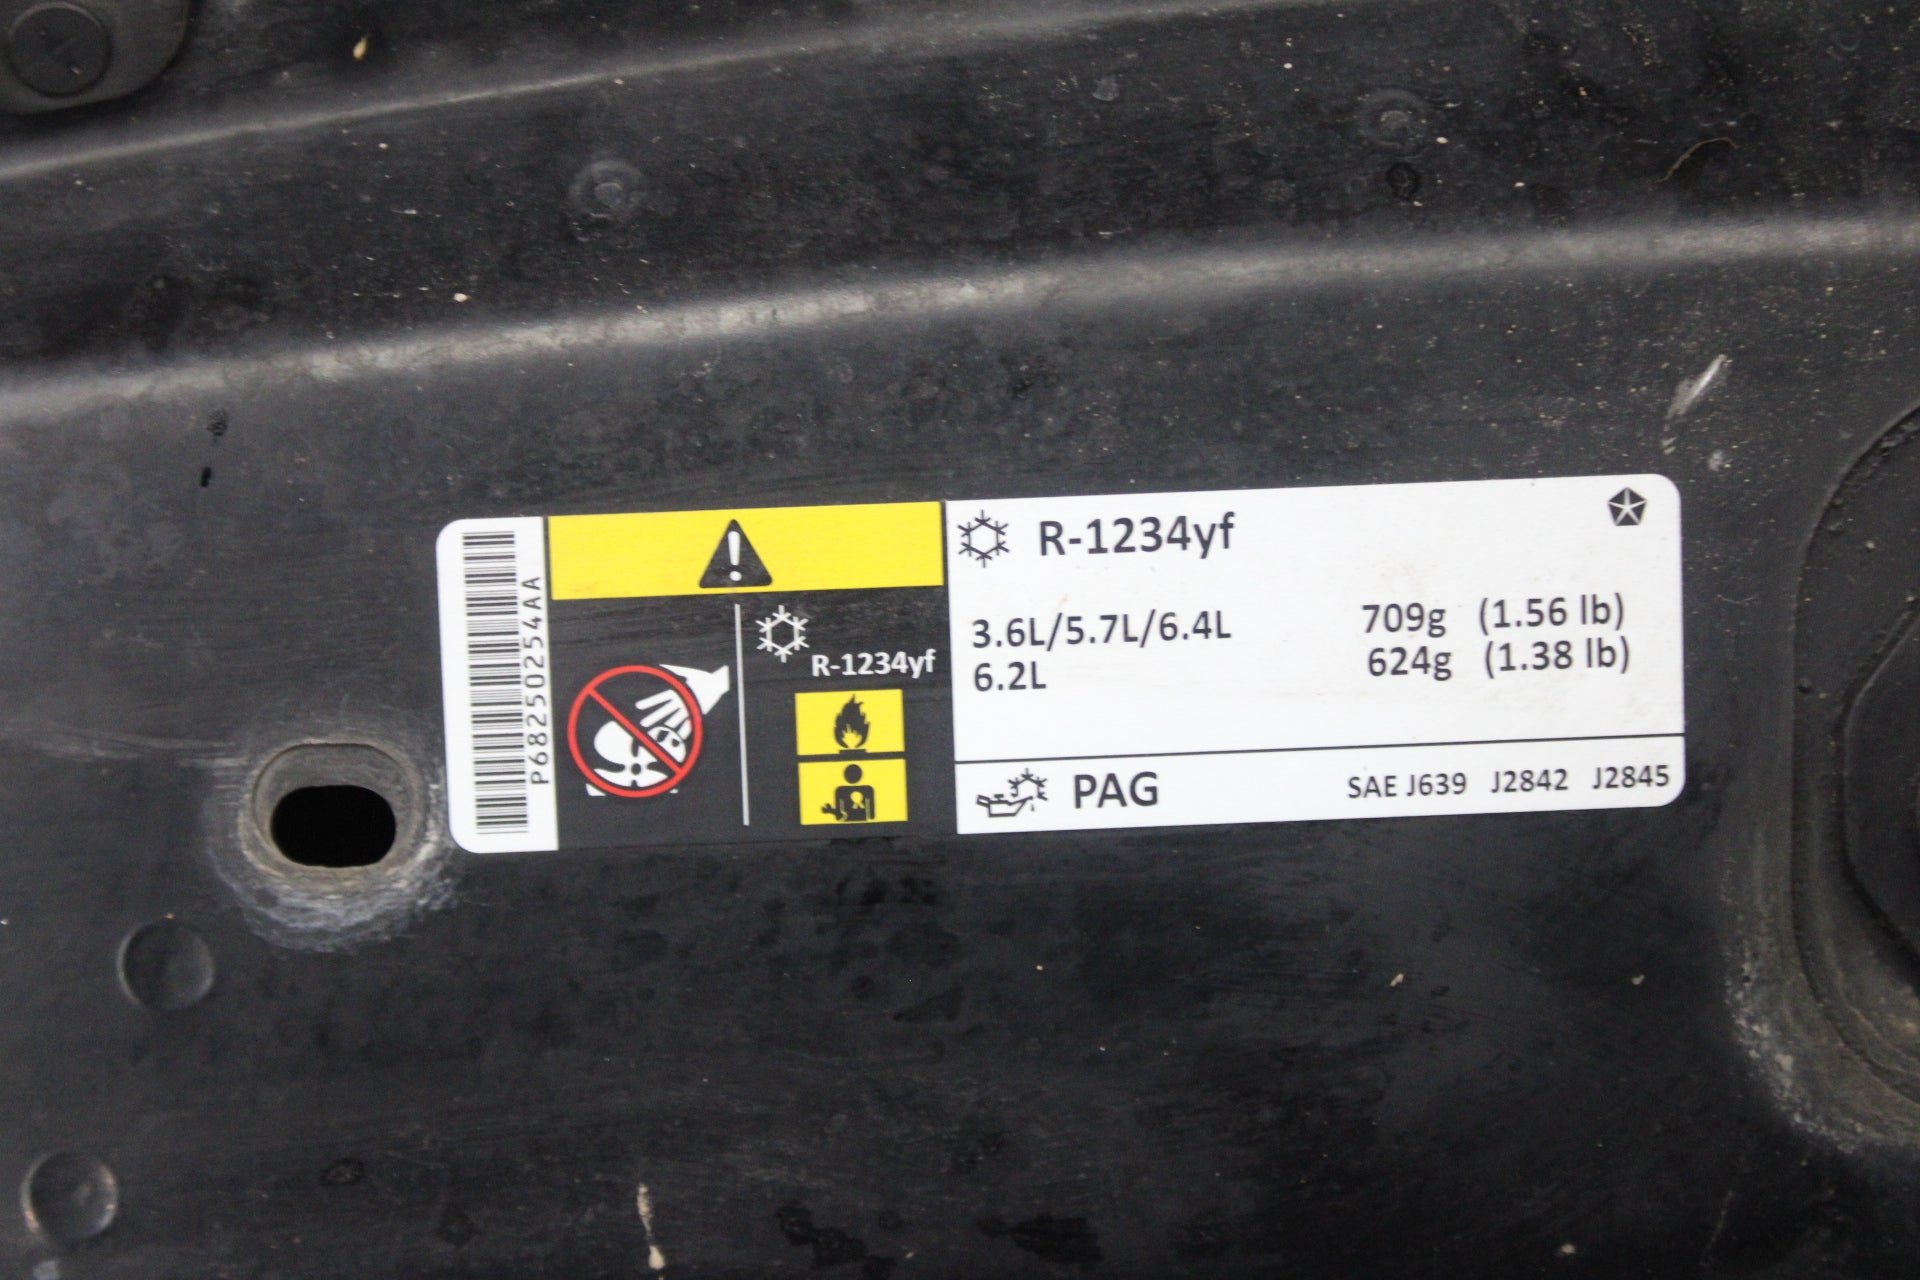 P68250254AA
R-1234yf
R-1234yf
3.6L/5.7L/6.4L 709g (1.56 lb)
6.2L 624g (1.38 lb)
PAG SAE J639 J2842 J2845